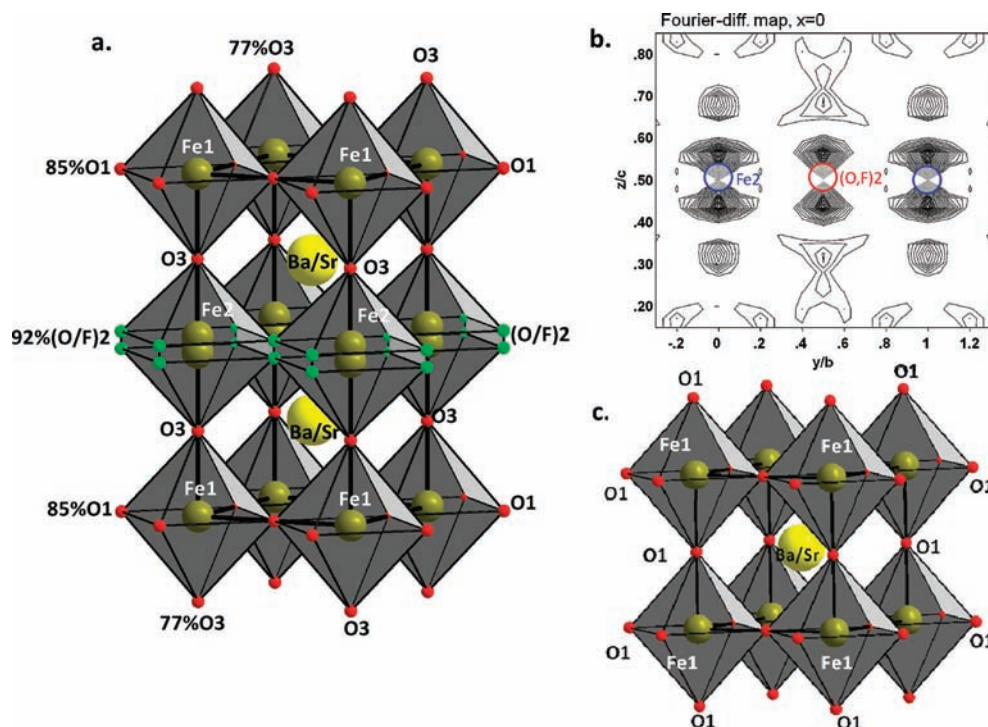 a.
77%O3
O3
Fe1
Fe1
85%O1
O1
Ba/Sr
O3
O3
Fe2
Fe2
92%(O/F)2
(O/F)2
Ba/Sr
O3
O3
Fe1
Fe1
85%O1
O1
77%O3
O3
b.
Fourier-diff. map, x=0
.80
.70
.60
z/c
.50
Fe2
(O,F)2
.40
.30
.20
-.2
0
.2
.4
.6
.8
1
1.2
y/b
c.
O1
O1
Fe1
Fe1
O1
O1
O1
Ba/Sr
O1
O1
O1
Fe1
Fe1
O1
O1